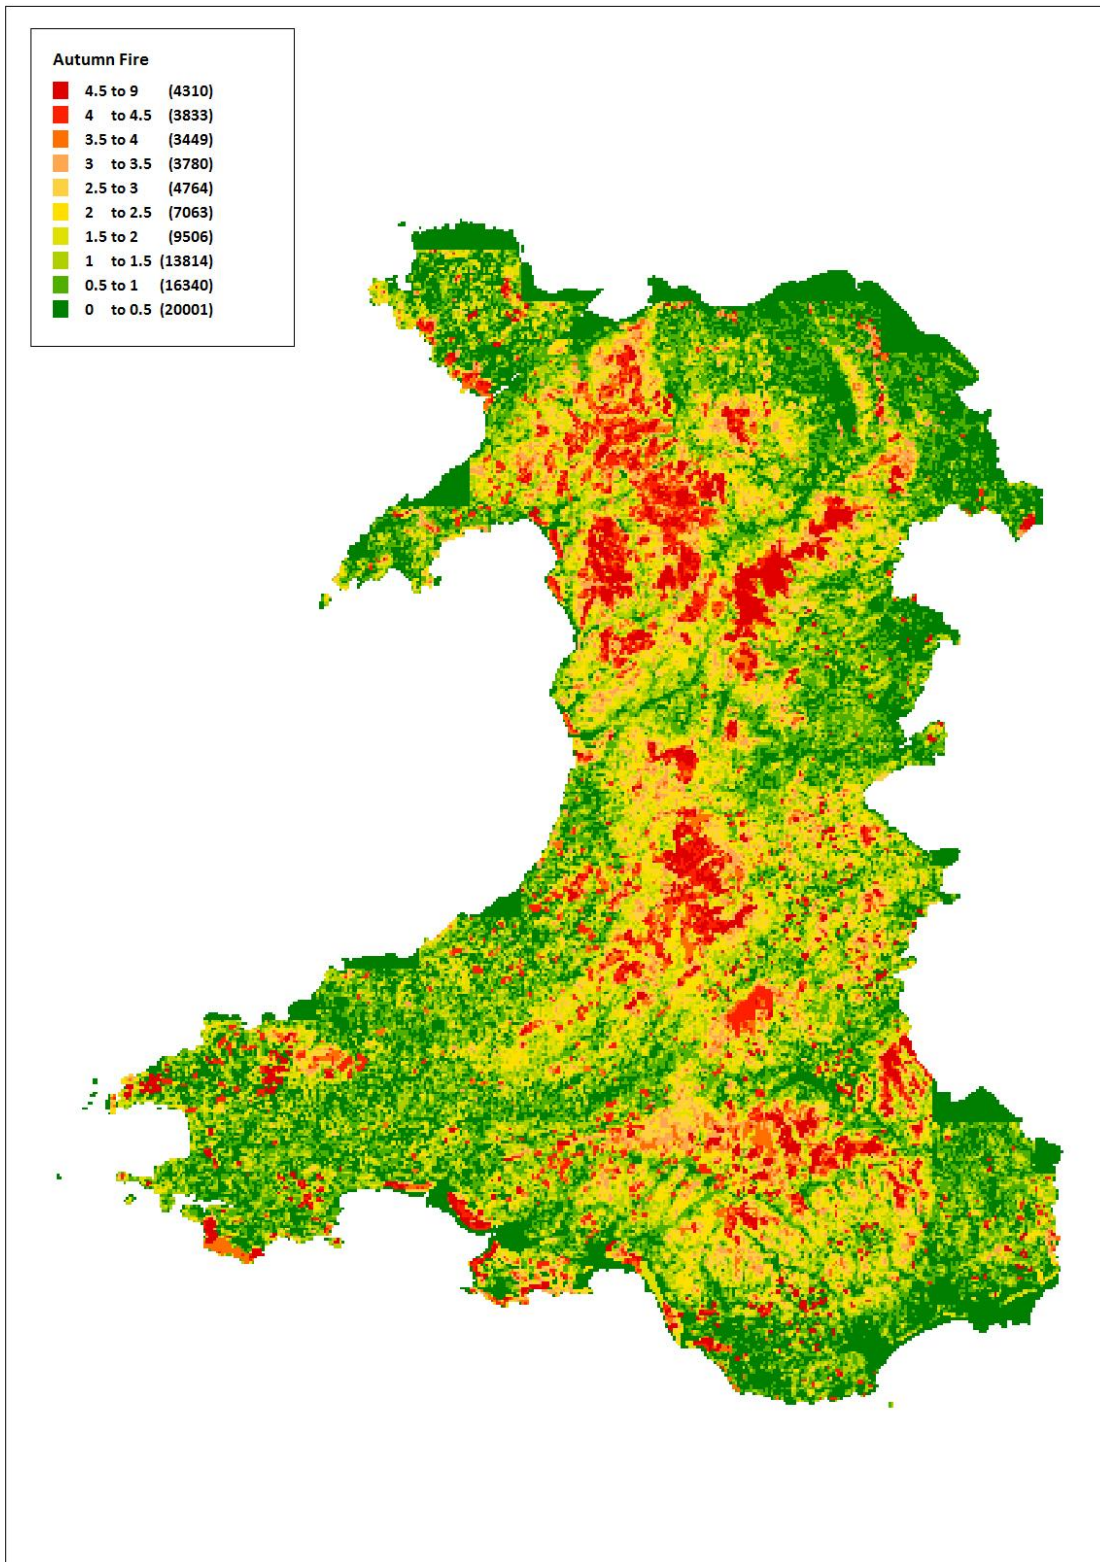 Autumn Fire
4.5 to 9 (4310)
4 to 4.5 (3833)
3.5 to 4 (3449)
3 to 3.5 (3780)
2.5 to 3 (4764)
2 to 2.5 (7063)
1.5 to 2 (9506)
1 to 1.5 (13814)
0.5 to 1 (16340)
0 to 0.5 (20001)